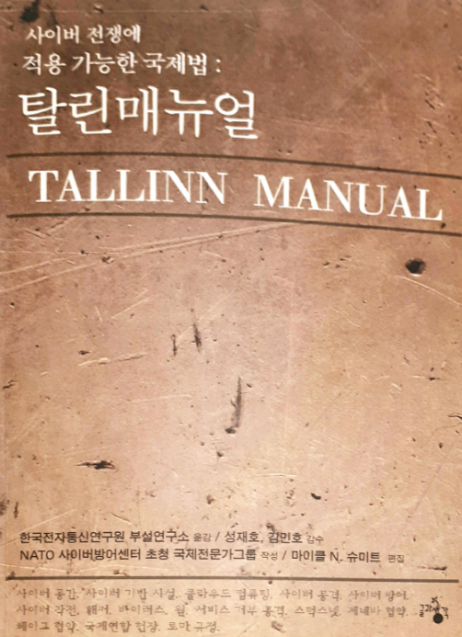 사이버 전쟁에
적용 가능한 국제법 :
탈린매뉴얼
TALLINN MANUAL
한국전자통신연구원 부설연구소 옮김 / 성재호, 김민호 감수
NATO 사이버방어센터 초청 국제전문가그룹 작성 / 마이클 N. 슈미트 편집
사이버 공간, 사이버 기반 시설, 클라우드 컴퓨팅, 사이버 공격, 사이버 방어,
사이버 작전, 해커, 바이러스, 웜, 서비스 거부 공격, 스턱스넷, 제네바 협약,
헤이그 협약, 국제연합 헌장, 로마 규정,
글과생각